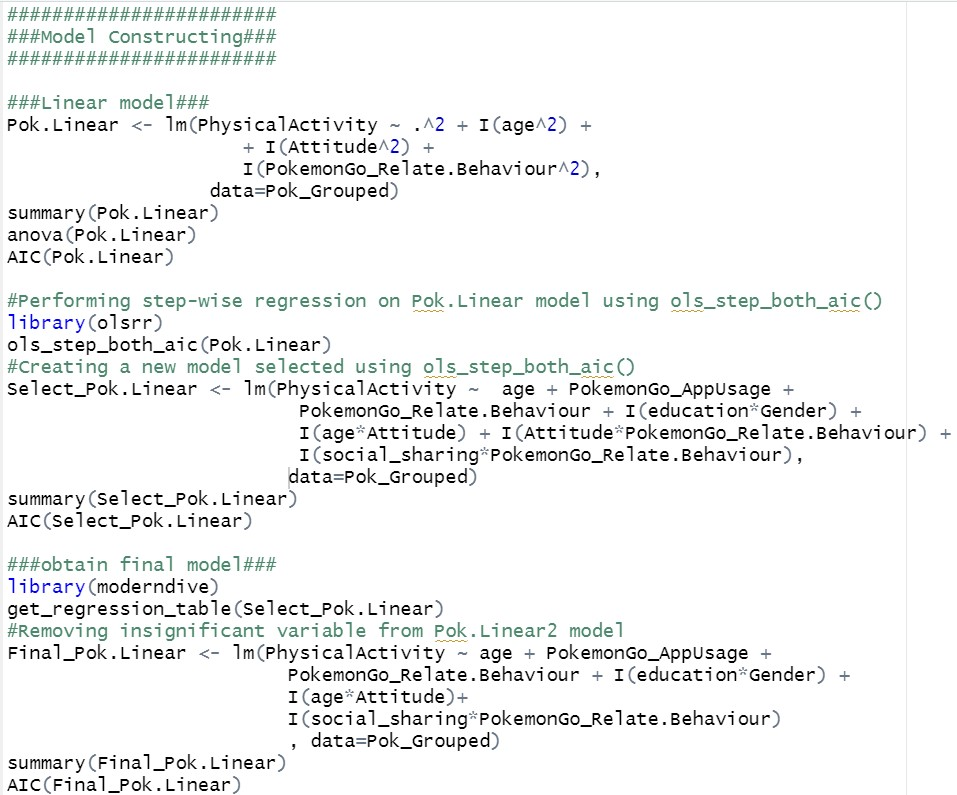 ########################
###Model Constructing###
########################
###Linear model###
Pok.Linear <- lm(PhysicalActivity ~ .^2 + I(age^2) +
+ I(Attitude^2) +
I(PokemonGo_Relate.Behaviour^2),
data=Pok_Grouped)
summary(Pok.Linear)
anova(Pok.Linear)
AIC(Pok.Linear)
#Performing step-wise regression on Pok.Linear model using ols_step_both_aic()
library(olsrr)
ols_step_both_aic(Pok.Linear)
#Creating a new model selected using ols_step_both_aic()
Select_Pok.Linear <- lm(PhysicalActivity ~  age + PokemonGo_AppUsage +
PokemonGo_Relate.Behaviour + I(education*Gender) +
I(age*Attitude) + I(Attitude*PokemonGo_Relate.Behaviour) +
I(social_sharing*PokemonGo_Relate.Behaviour),
data=Pok_Grouped)
summary(Select_Pok.Linear)
AIC(Select_Pok.Linear)
###obtain final model###
library(moderndive)
get_regression_table(Select_Pok.Linear)
#Removing insignificant variable from Pok.Linear2 model
Final_Pok.Linear <- lm(PhysicalActivity ~ age + PokemonGo_AppUsage +
PokemonGo_Relate.Behaviour + I(education*Gender) +
I(age*Attitude)+
I(social_sharing*PokemonGo_Relate.Behaviour)
, data=Pok_Grouped)
summary(Final_Pok.Linear)
AIC(Final_Pok.Linear)